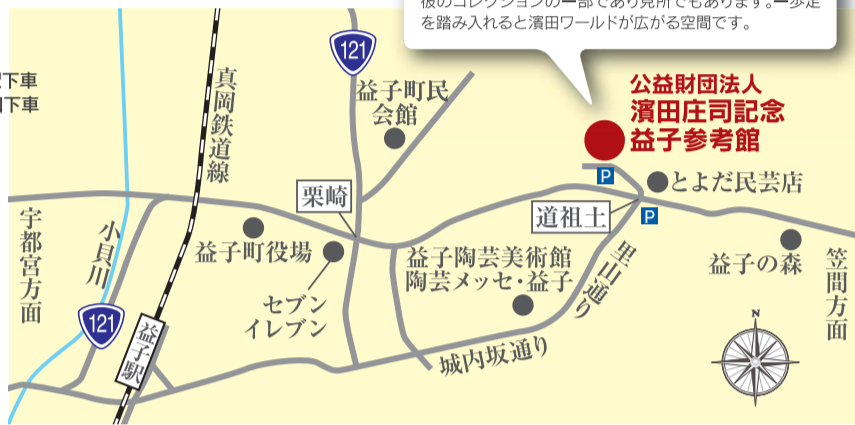 彼のコレクションの一部であり見所でもあります。一歩足
を踏み入れると濱田ワールドが広がる空間です。
下車
下車
121
真岡鉄道線
益子町民
会館
公益財団法人
濱田庄司記念
益子参考館
P
とよだ民芸店
栗崎
道祖土
P
宇都宮方面
小貝川
益子町役場
セブン
イレブン
益子陶芸美術館
陶芸メッセ・益子
里山通り
益子の森
笠間方面
121
益子駅
城内坂通り
N